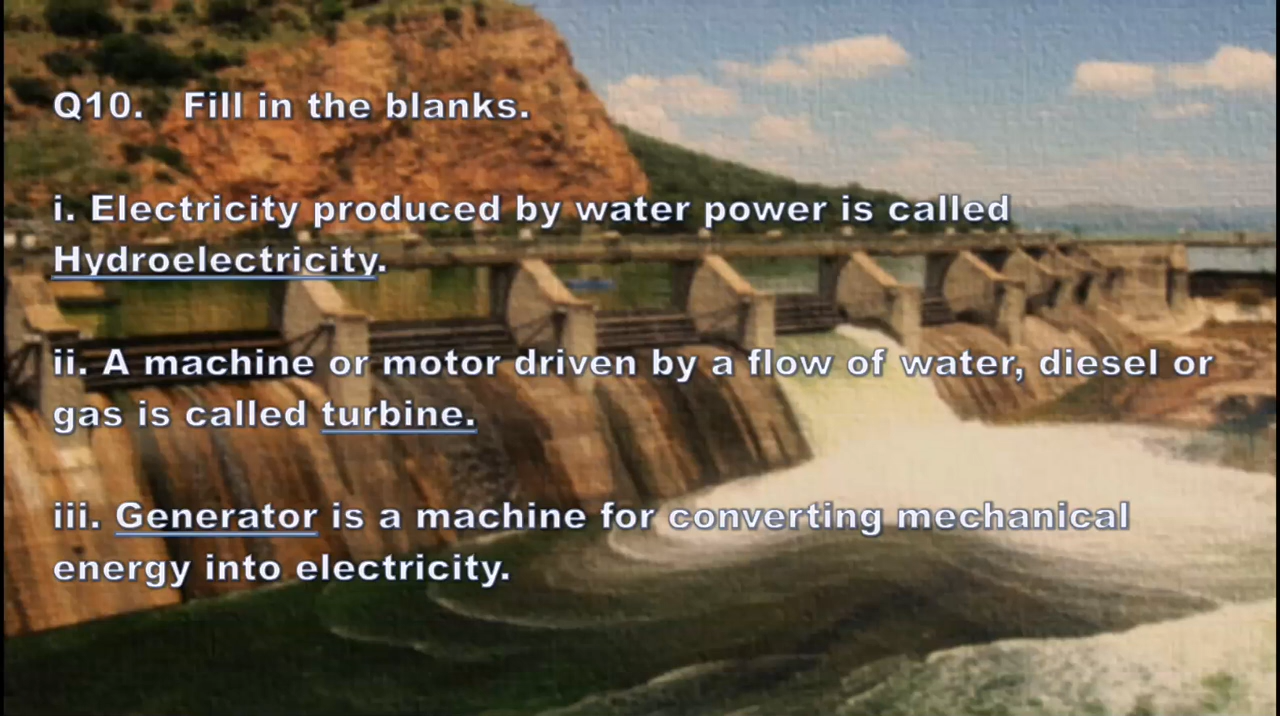 Q10. Fill in the blanks.
i. Electricity produced by water power is called
Hydroelectricity.
ii. A machine or motor driven by a flow of water, diesel or
gas is called turbine.
iii. Generator is a machine for converting mechanical
energy into electricity.